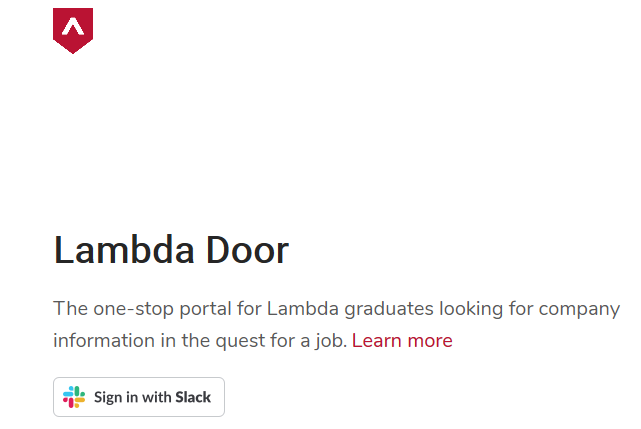 Lambda Door
The one-stop portal for Lambda graduates looking for company
information in the quest for a job. Learn more
Sign in with Slack